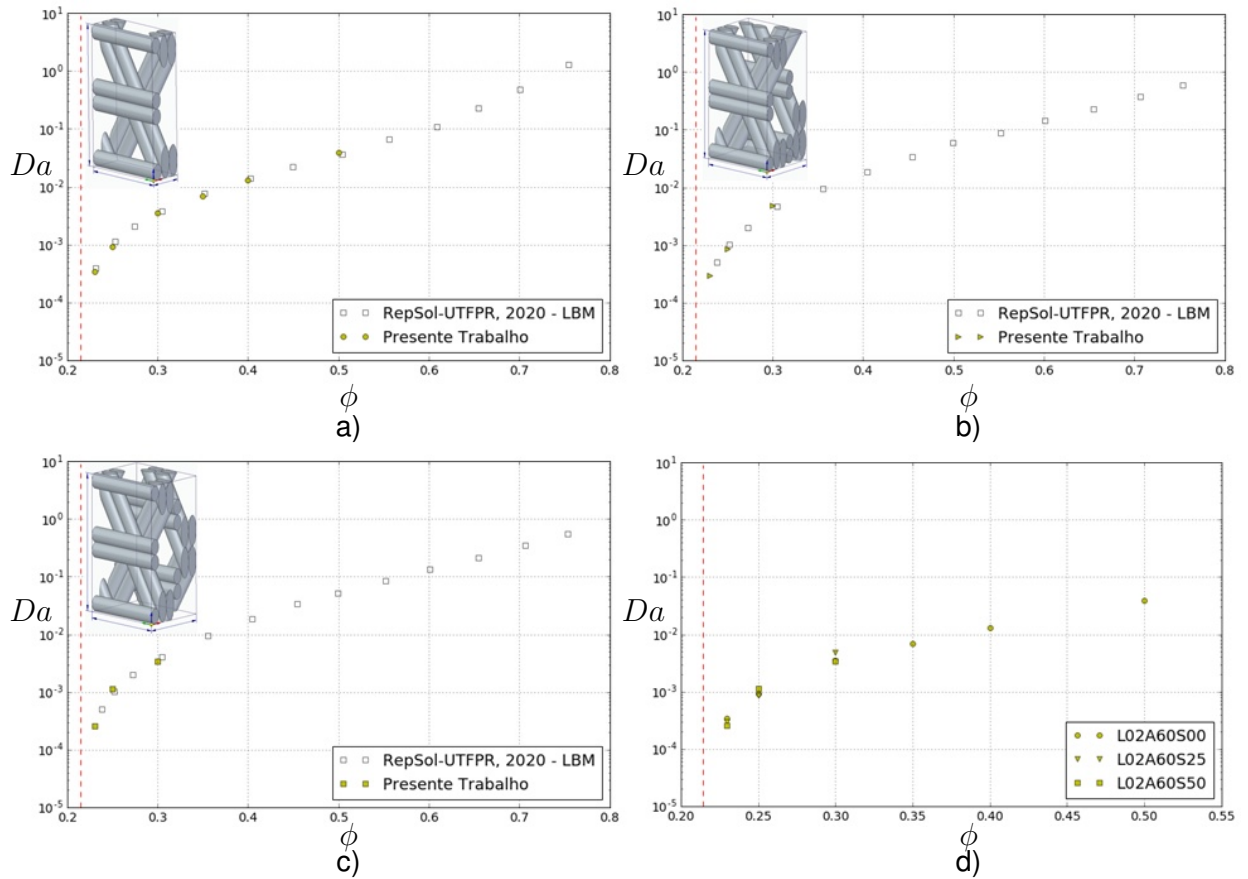 10¹
10⁰
10⁻¹
10⁻²
10⁻³
10⁻⁴
10⁻⁵
Da
RepSol-UTFPR, 2020 - LBM
Presente Trabalho
0.2 0.3 0.4 0.5 0.6 0.7 0.8
ϕ
a)
10¹
10⁰
10⁻¹
10⁻²
10⁻³
10⁻⁴
10⁻⁵
Da
RepSol-UTFPR, 2020 - LBM
Presente Trabalho
0.2 0.3 0.4 0.5 0.6 0.7 0.8
ϕ
b)
10¹
10⁰
10⁻¹
10⁻²
10⁻³
10⁻⁴
10⁻⁵
Da
RepSol-UTFPR, 2020 - LBM
Presente Trabalho
0.2 0.3 0.4 0.5 0.6 0.7 0.8
ϕ
c)
10¹
10⁰
10⁻¹
10⁻²
10⁻³
10⁻⁴
10⁻⁵
Da
L02A60S00
L02A60S25
L02A60S50
0.20 0.25 0.30 0.35 0.40 0.45 0.50 0.55
ϕ
d)